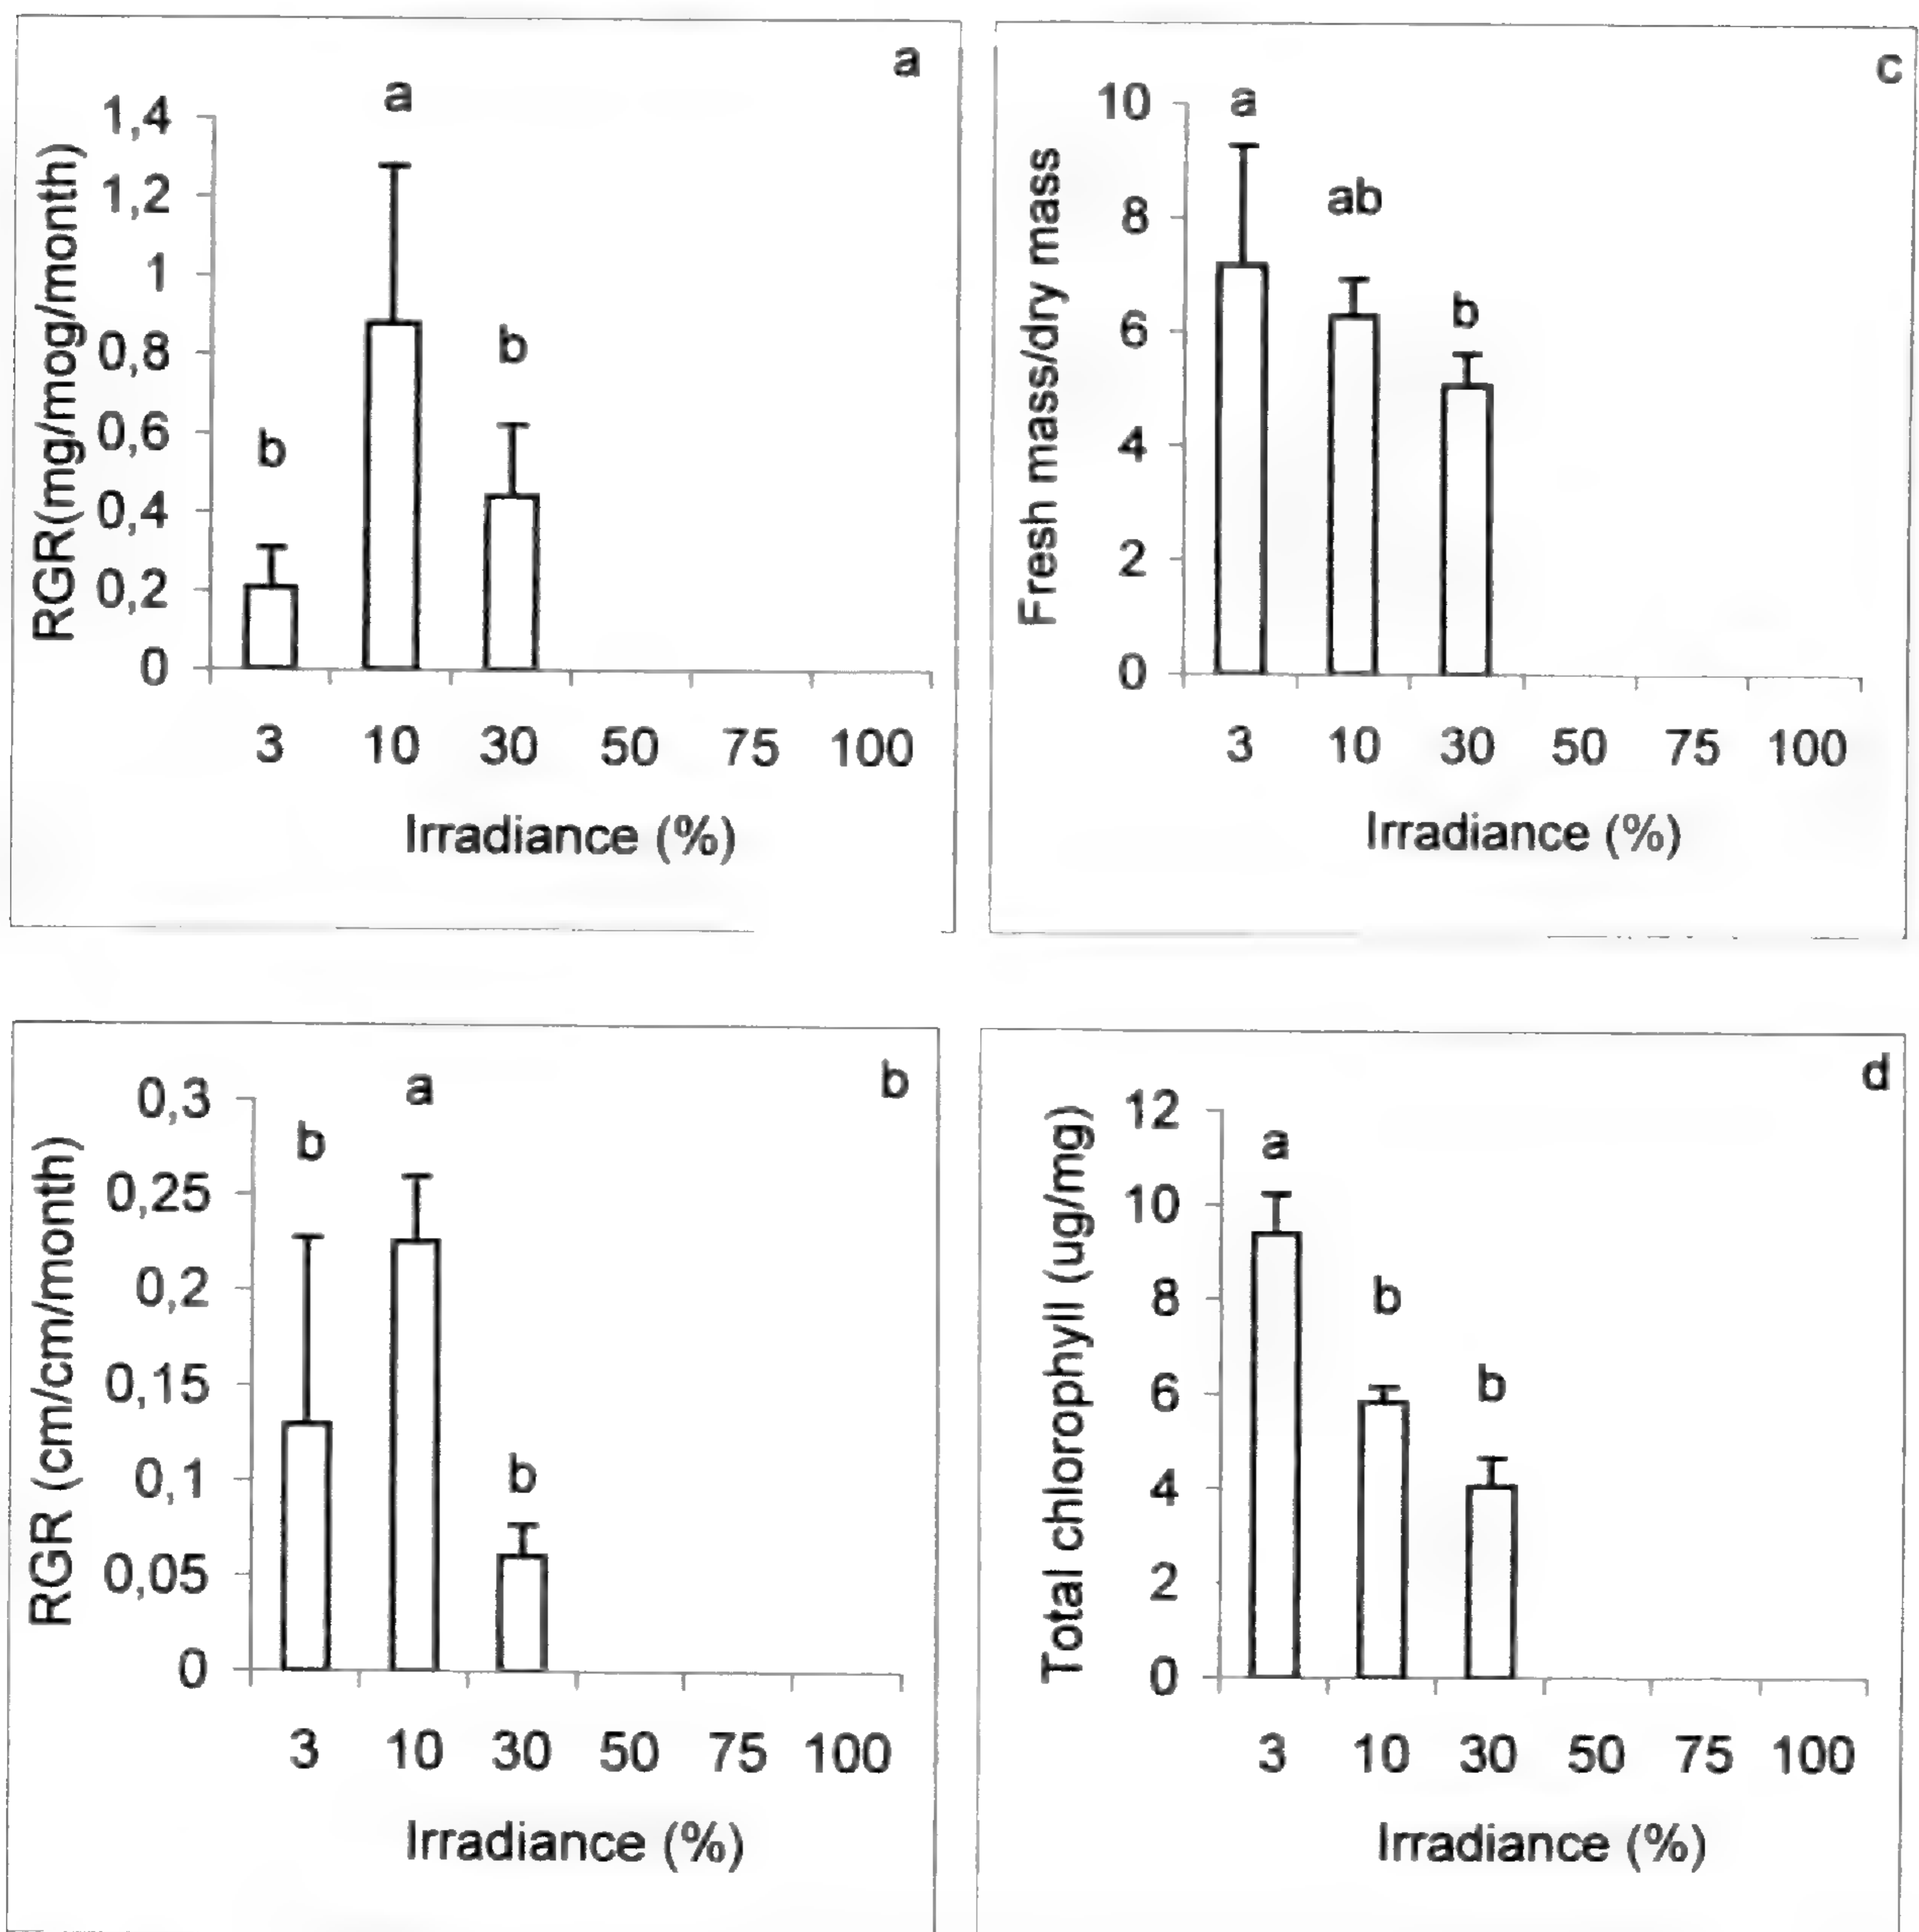 a
a
1,4
1,2
1
0,8
0,6
0,4
0,2
0
b
b
RGR(mg/mog/month)
3 10 30 50 75 100
Irradiance (%)
c
a
ab
b
10
8
6
4
2
0
Fresh mass/dry mass
3 10 30 50 75 100
Irradiance (%)
b
a
b
b
0,3
0,25
0,2
0,15
0,1
0,05
0
RGR (cm/cm/month)
3 10 30 50 75 100
Irradiance (%)
d
a
b
b
12
10
8
6
4
2
0
Total chlorophyll (ug/mg)
3 10 30 50 75 100
Irradiance (%)